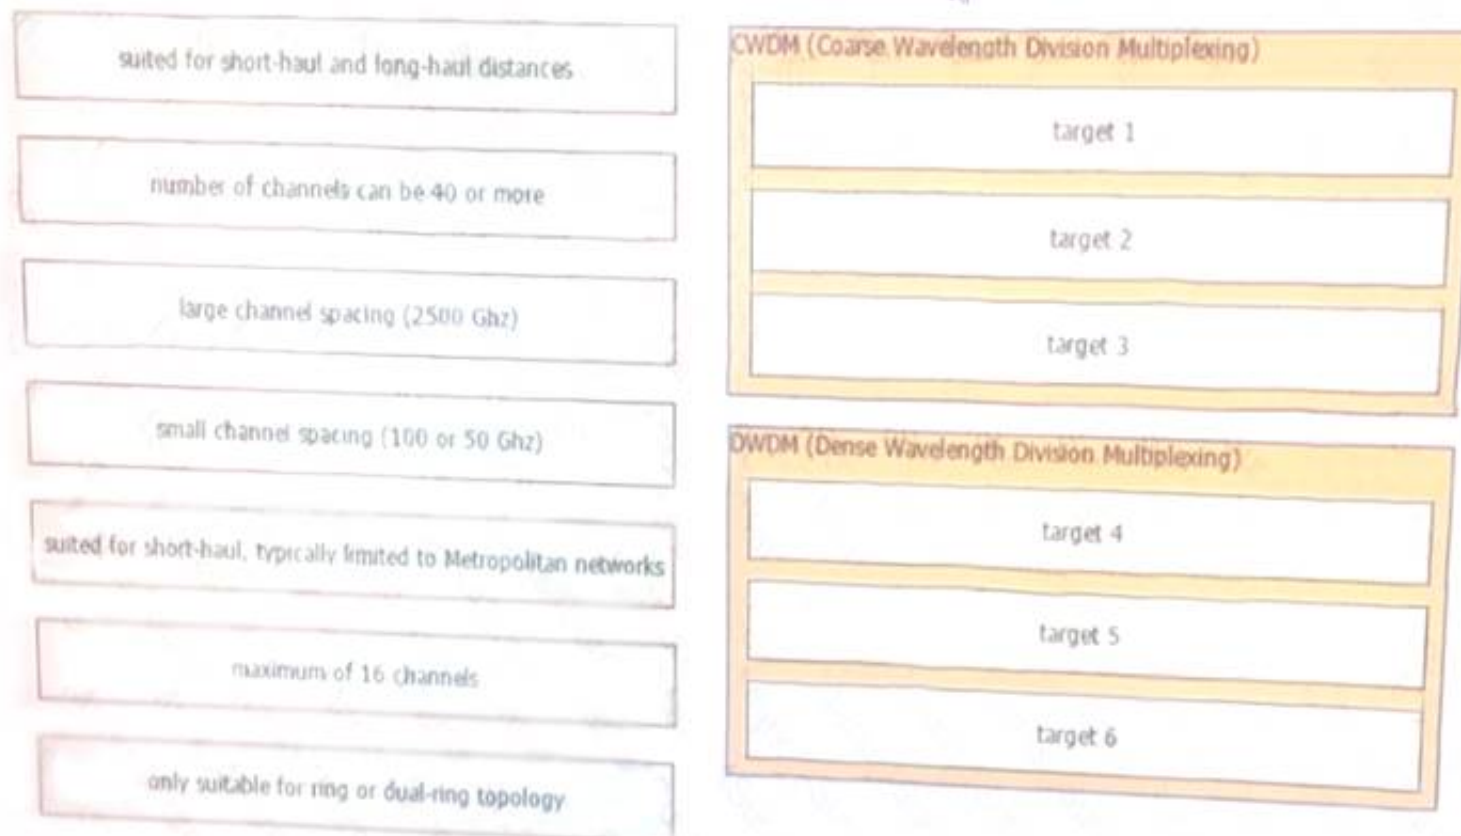 suited for short-haul and long-haul distances
number of channels can be 40 or more
large channel spacing (2500 Ghz)
small channel spacing (100 or 50 Ghz)
suited for short-haul, typically limited to Metropolitan networks
maximum of 16 channels
only suitable for ring or dual-ring topology
CWDM (Coarse Wavelength Division Multiplexing)
target 1
target 2
target 3
DWDM (Dense Wavelength Division Multiplexing)
target 4
target 5
target 6